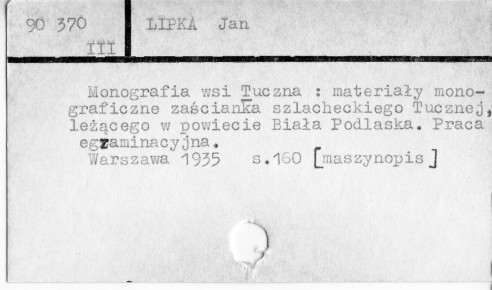 90 370 LIPKA Jan
III
Monografia wsi Tuczna : materiały mono-
graficzne zaścianka szlacheckiego Tucznej,
leżącego w powiecie Biała Podlaska. Praca
egzaminacyjna.
Warszawa 1935 s.160 [maszynopis]